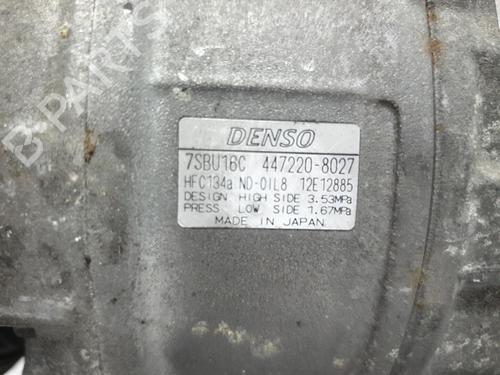 B-PARTS
DENSO
7SBU16C 447220-8027
HFC134a ND-OIL8 12E12885
DESIGN HIGH SIDE 3.53MPa
PRESS LOW SIDE 1.67MPa
MADE IN JAPAN